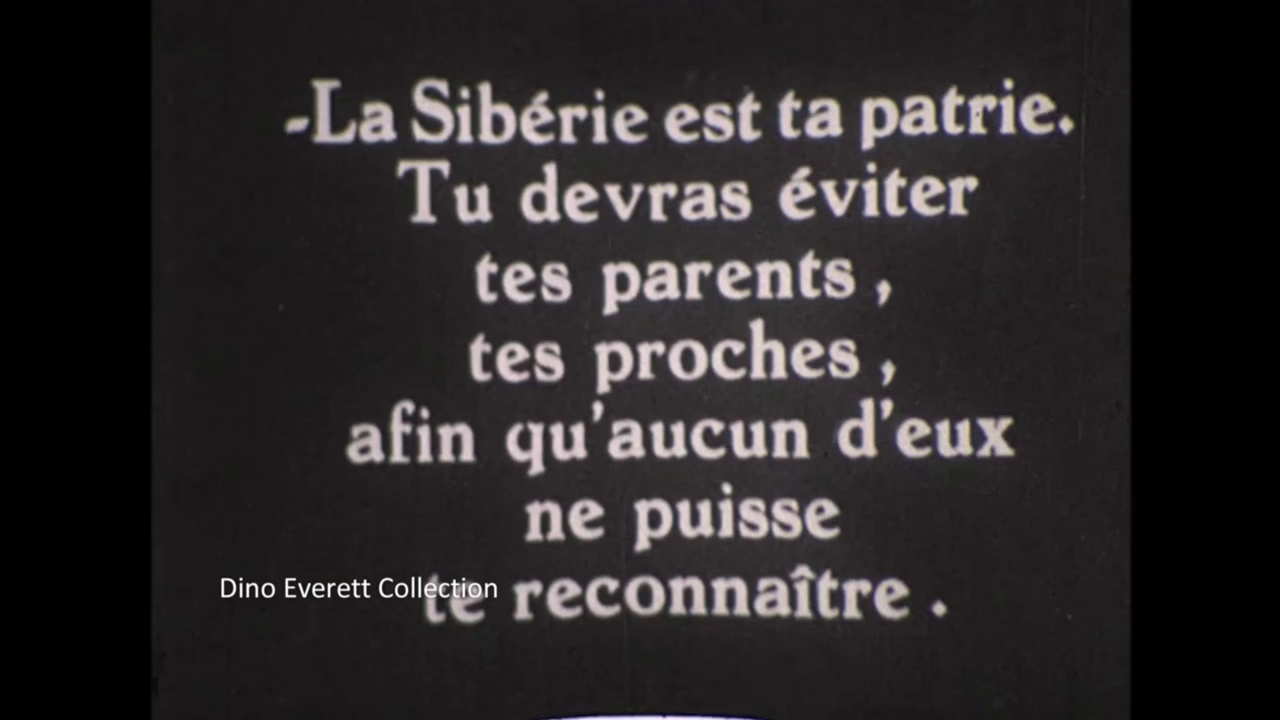 -La Sibérie est ta patrie.
Tu devras éviter
tes parents ,
tes proches ,
afin qu'aucun d'eux
ne puisse
te reconnaître .
Dino Everett Collection